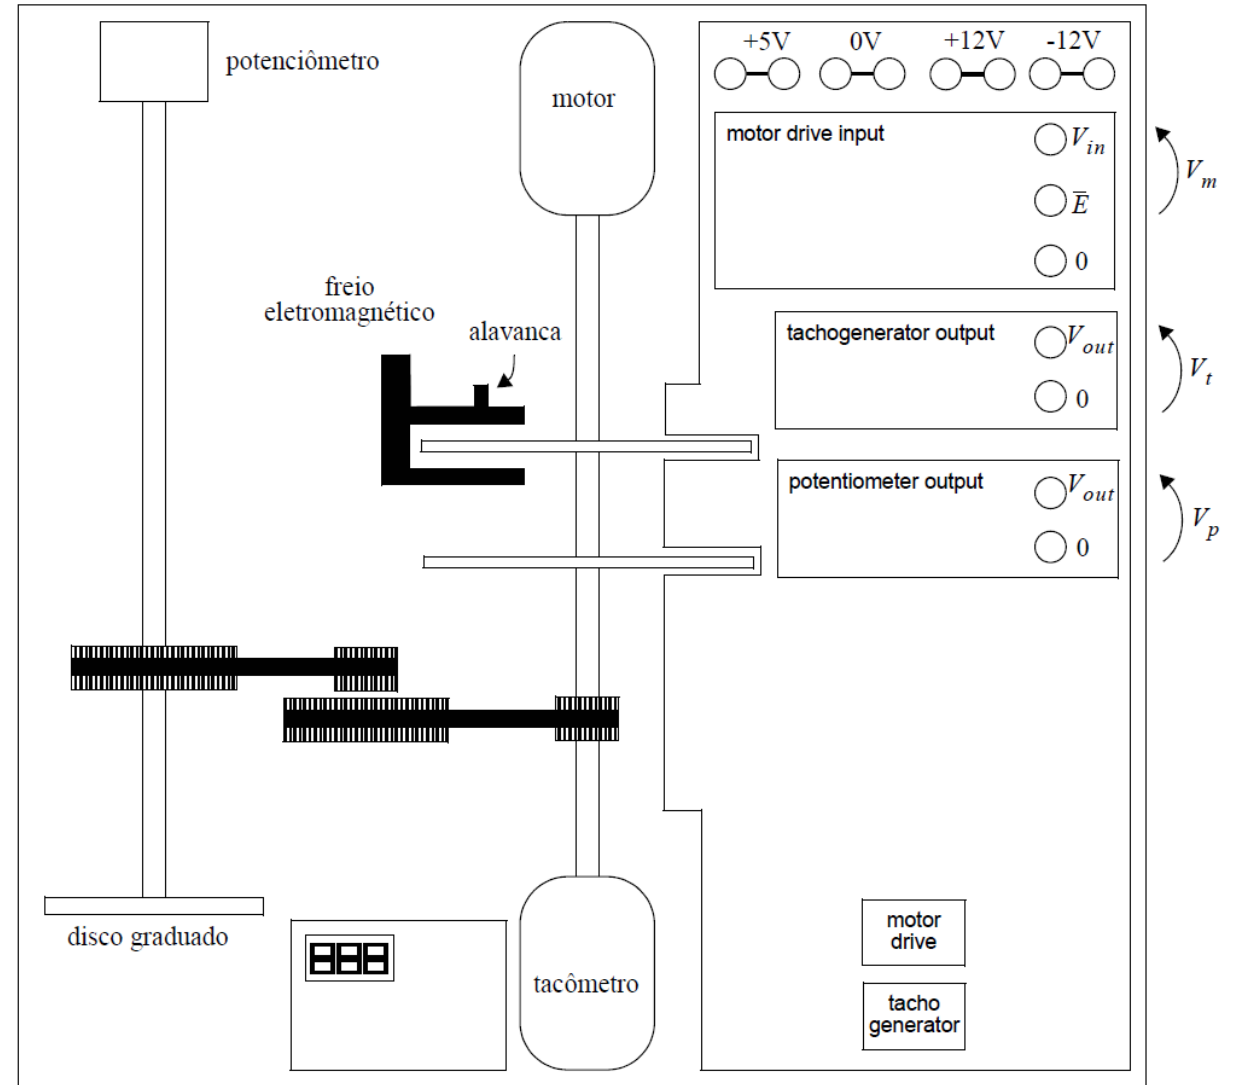 potenciômetro
motor
+5V
0V
+12V
-12V
motor drive input
V_in
E̅
0
V_m
freio
eletromagnético
alavanca
tachogenerator output
V_out
0
V_t
potentiometer output
V_out
0
V_p
disco graduado
888
tacômetro
motor
drive
tacho
generator